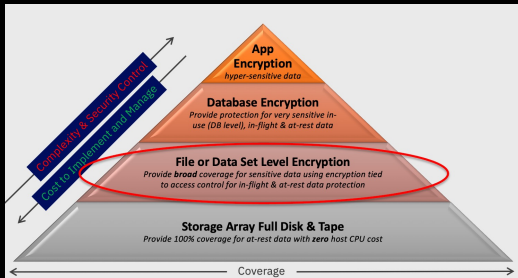 App
Encryption
hyper-sensitive data
Complexity & Security Control
Cost to Implement and Manage
Database Encryption
Provide protection for very sensitive in-
use (DB level), in-flight & at-rest data
File or Data Set Level Encryption
Provide broad coverage for sensitive data using encryption tied
to access control for in-flight & at-rest data protection
Storage Array Full Disk & Tape
Provide 100% coverage for at-rest data with zero host CPU cost
Coverage